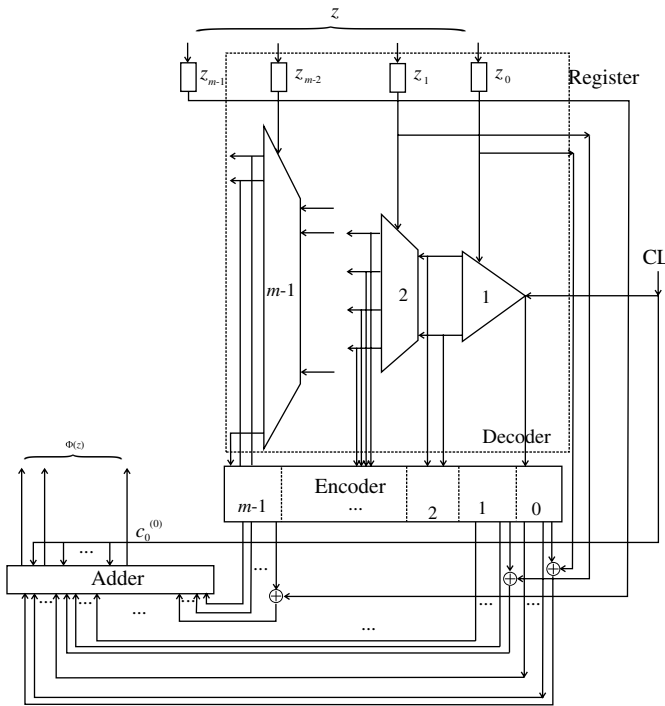 z
z_{m-1}
z_{m-2}
z_1
z_0
Register
CL
m-1
2
1
Decoder
Φ(z)
Encoder
m-1
...
2
1
0
c_0^{(0)}
...
Adder
...
...
...
...
...
...
...
...